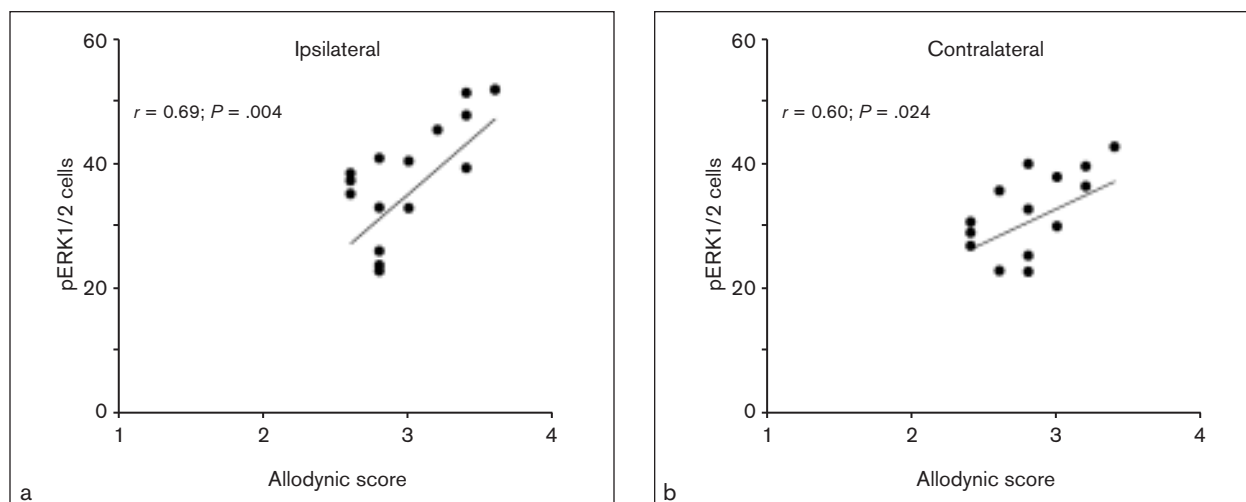 60
Ipsilateral
r = 0.69; P = .004
40
pERK1/2 cells
20
0
1
2
3
4
Allodynic score
a
60
Contralateral
r = 0.60; P = .024
40
pERK1/2 cells
20
0
1
2
3
4
Allodynic score
b